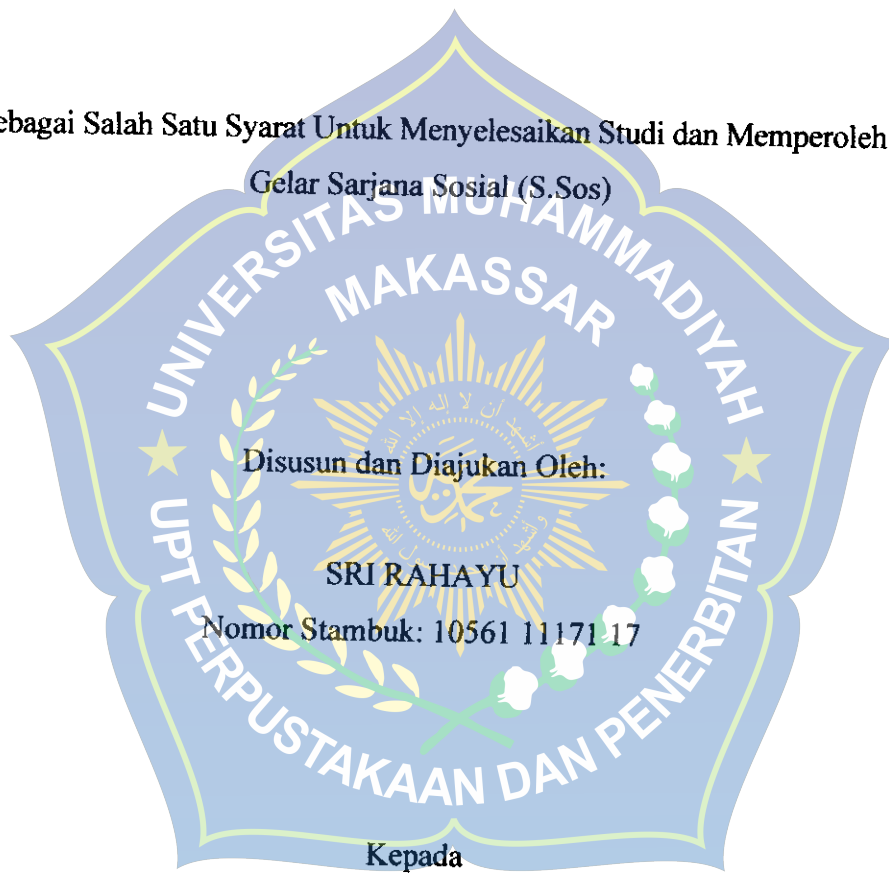 ebagai Salah Satu Syarat Untuk Menyelesaikan Studi dan Memperoleh
Gelar Sarjana Sosial (S.Sos)
UNIVERSITAS MUHAMMADIYAH
MAKASSAR
Disusun dan Diajukan Oleh:
SRI RAHAYU
Nomor Stambuk: 10561 11171 17
UPT PERPUSTAKAAN DAN PENERBITAN
Kepada